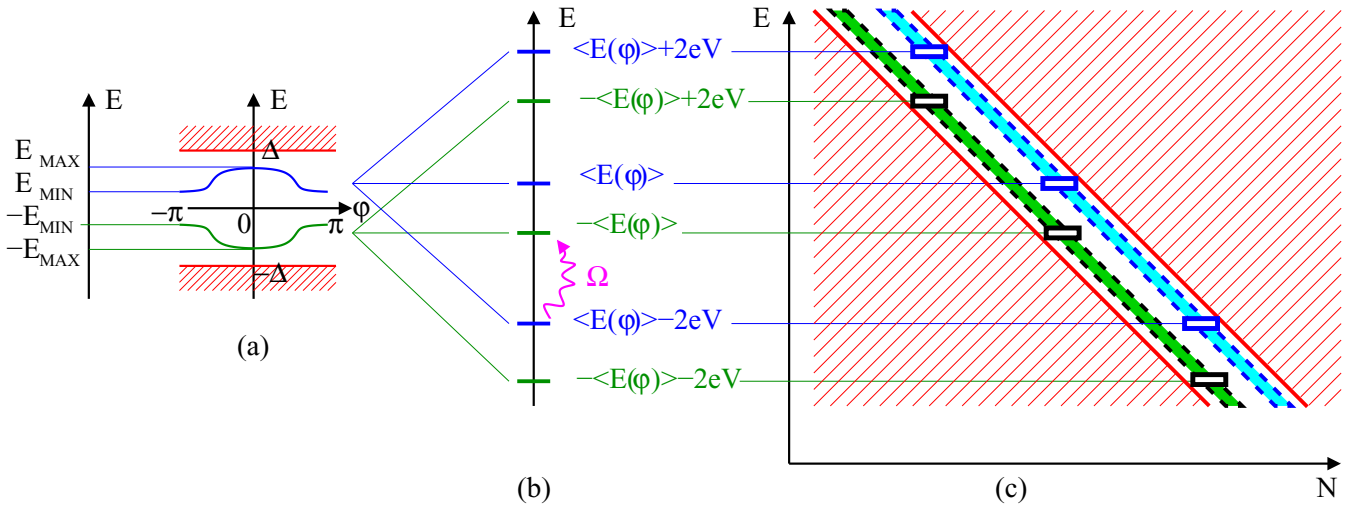 E
E
Δ
E MAX
E MIN
−E MIN
−E MAX
−π
0
π
φ
−Δ
(a)
E
<E(φ)>+2eV
−<E(φ)>+2eV
<E(φ)>
−<E(φ)>
Ω
<E(φ)>−2eV
−<E(φ)>−2eV
(b)
E
N
(c)